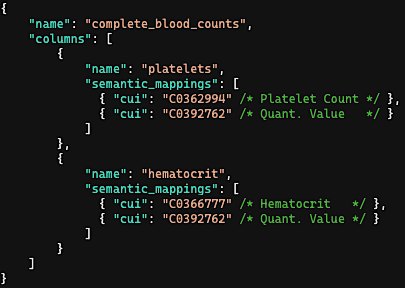 {
    "name": "complete_blood_counts",
    "columns": [
        {
            "name": "platelets",
            "semantic_mappings": [
              { "cui": "C0362994" /* Platelet Count */ },
              { "cui": "C0392762" /* Quant. Value   */ }
            ]
        },
        {
            "name": "hematocrit",
            "semantic_mappings": [
              { "cui": "C0366777" /* Hematocrit   */ },
              { "cui": "C0392762" /* Quant. Value */ }
            ]
        }
    ]
}